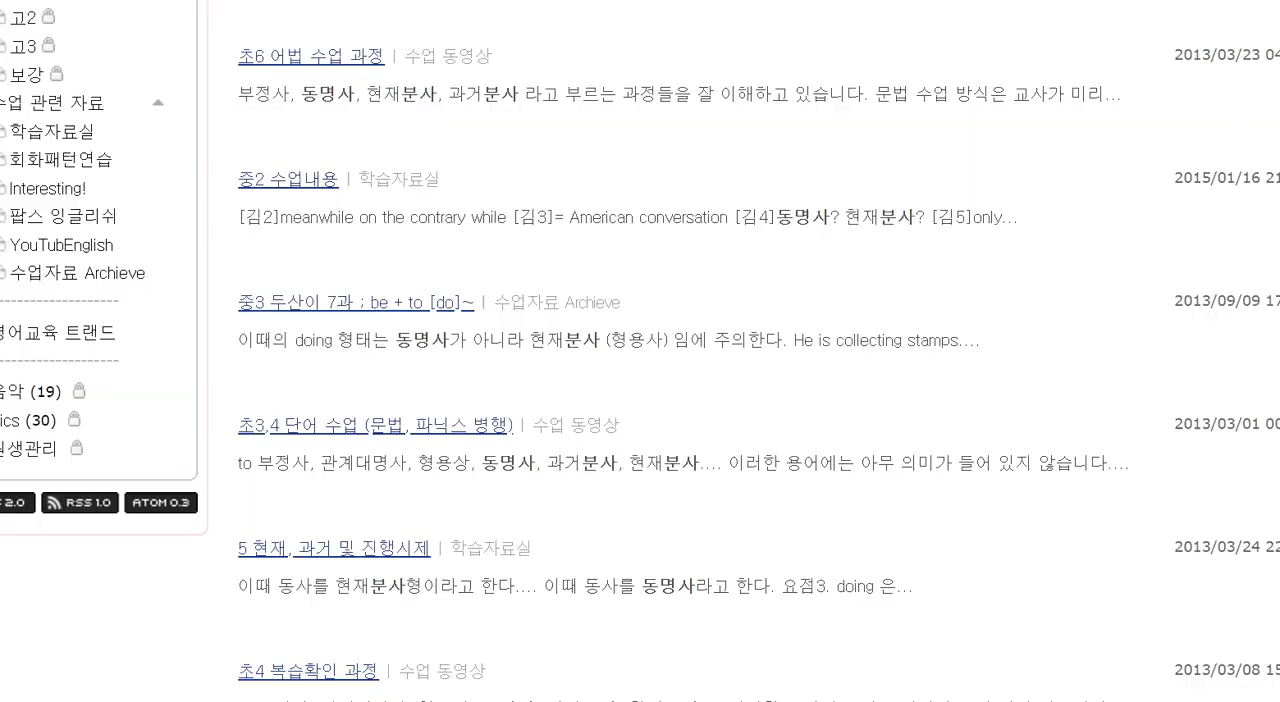 고2
고3
보강
수업 관련 자료
학습자료실
회화패턴연습
Interesting!
팝스 잉글리쉬
YouTubEnglish
수업자료 Archieve
--------------------
영어교육 트랜드
--------------------
음악 (19)
ics (30)
원생관리
2.0 RSS 1.0 ATOM 0.3
초6 어법 수업 과정 | 수업 동영상 2013/03/23 04
부정사, 동명사, 현재분사, 과거분사 라고 부르는 과정들을 잘 이해하고 있습니다. 문법 수업 방식은 교사가 미리...
중2 수업내용 | 학습자료실 2015/01/16 21
[김2]meanwhile on the contrary while [김3]= American conversation [김4]동명사? 현재분사? [김5]only...
중3 두산이 7과 ; be + to [do]~ | 수업자료 Archieve 2013/09/09 17
이때의 doing 형태는 동명사가 아니라 현재분사 (형용사) 임에 주의한다. He is collecting stamps....
초3,4 단어 수업 (문법, 파닉스 병행) | 수업 동영상 2013/03/01 00
to 부정사, 관계대명사, 형용상, 동명사, 과거분사, 현재분사.... 이러한 용어에는 아무 의미가 들어 있지 않습니다....
5 현재, 과거 및 진행시제 | 학습자료실 2013/03/24 22
이때 동사를 현재분사형이라고 한다.... 이때 동사를 동명사라고 한다. 요점3. doing 은...
초4 복습확인 과정 | 수업 동영상 2013/03/08 15